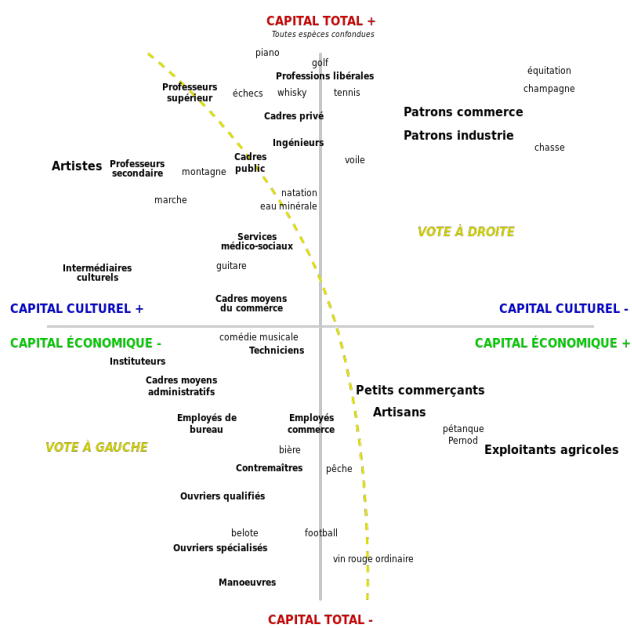 CAPITAL TOTAL +
Toutes espèces confondues
piano
golf
Professions libérales
équitation
Professeurs
supérieur
échecs
whisky
tennis
champagne
Cadres privé
Patrons commerce
Patrons industrie
Ingénieurs
chasse
Artistes
Professeurs
secondaire
montagne
Cadres
public
voile
marche
natation
eau minérale
Services
médico-sociaux
VOTE À DROITE
Intermédiaires
culturels
guitare
Cadres moyens
du commerce
CAPITAL CULTUREL +
CAPITAL CULTUREL -
CAPITAL ÉCONOMIQUE -
CAPITAL ÉCONOMIQUE +
comédie musicale
Techniciens
Instituteurs
Cadres moyens
administratifs
Petits commerçants
Artisans
Employés de
bureau
Employés
commerce
pétanque
Pernod
VOTE À GAUCHE
bière
Exploitants agricoles
Contremaîtres
pêche
Ouvriers qualifiés
belote
football
Ouvriers spécialisés
vin rouge ordinaire
Manoeuvres
CAPITAL TOTAL -